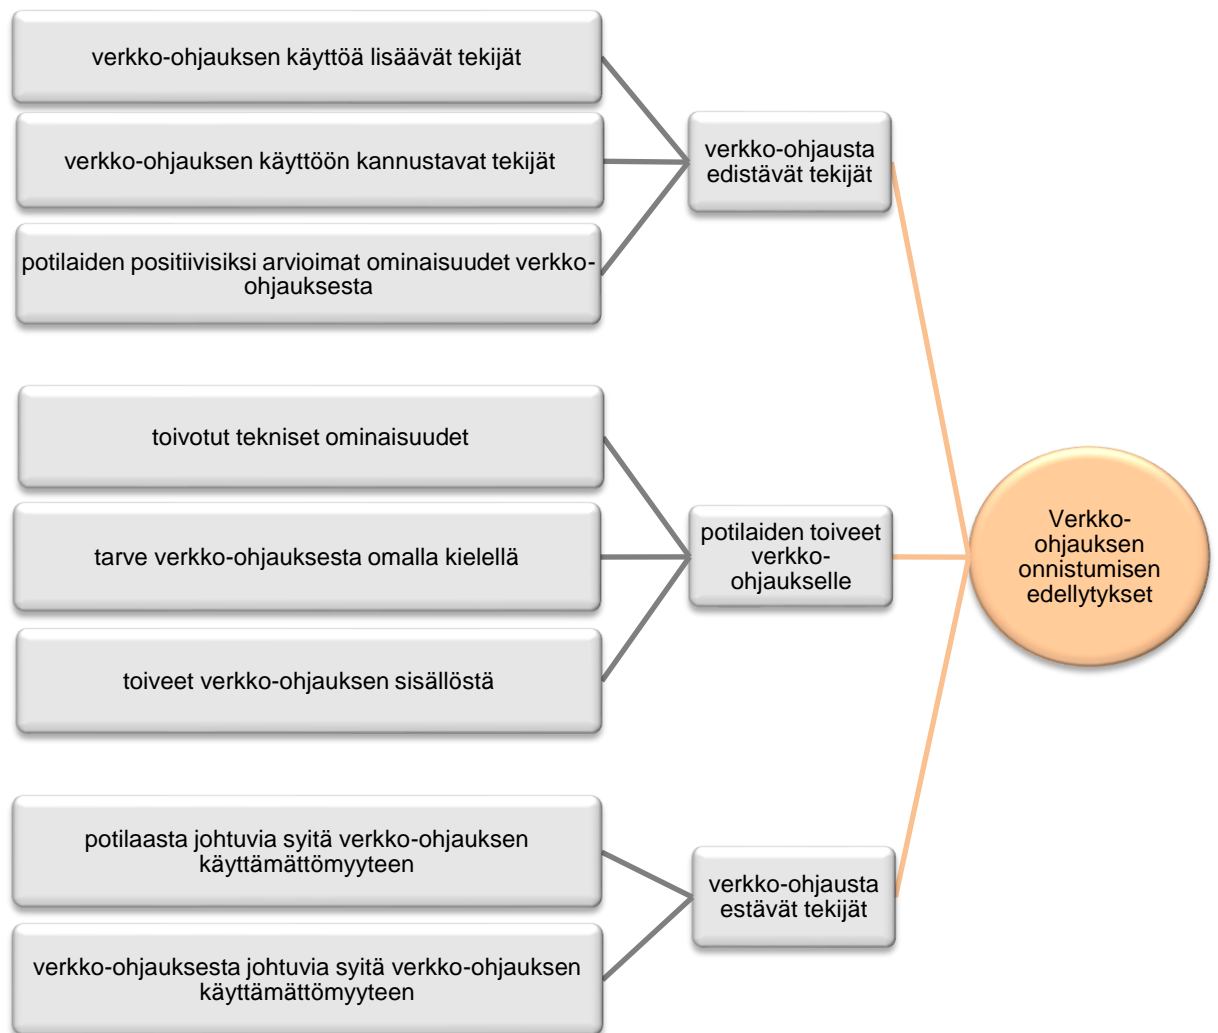 verkko-ohjauksen käyttöä lisäävät tekijät
verkko-ohjauksen käyttöön kannustavat tekijät
potilaiden positiivisiksi arvioimat ominaisuudet verkko-
ohjauksesta
verkko-ohjausta
edistävät tekijät
toivotut tekniset ominaisuudet
tarve verkko-ohjauksesta omalla kielellä
toiveet verkko-ohjauksen sisällöstä
potilaiden toiveet
verkko-
ohjaukselle
potilaasta johtuvia syitä verkko-ohjauksen
käyttämättömyyteen
verkko-ohjauksesta johtuvia syitä verkko-ohjauksen
käyttämättömyyteen
verkko-ohjausta
estävät tekijät
Verkko-
ohjauksen
onnistumisen
edellytykset